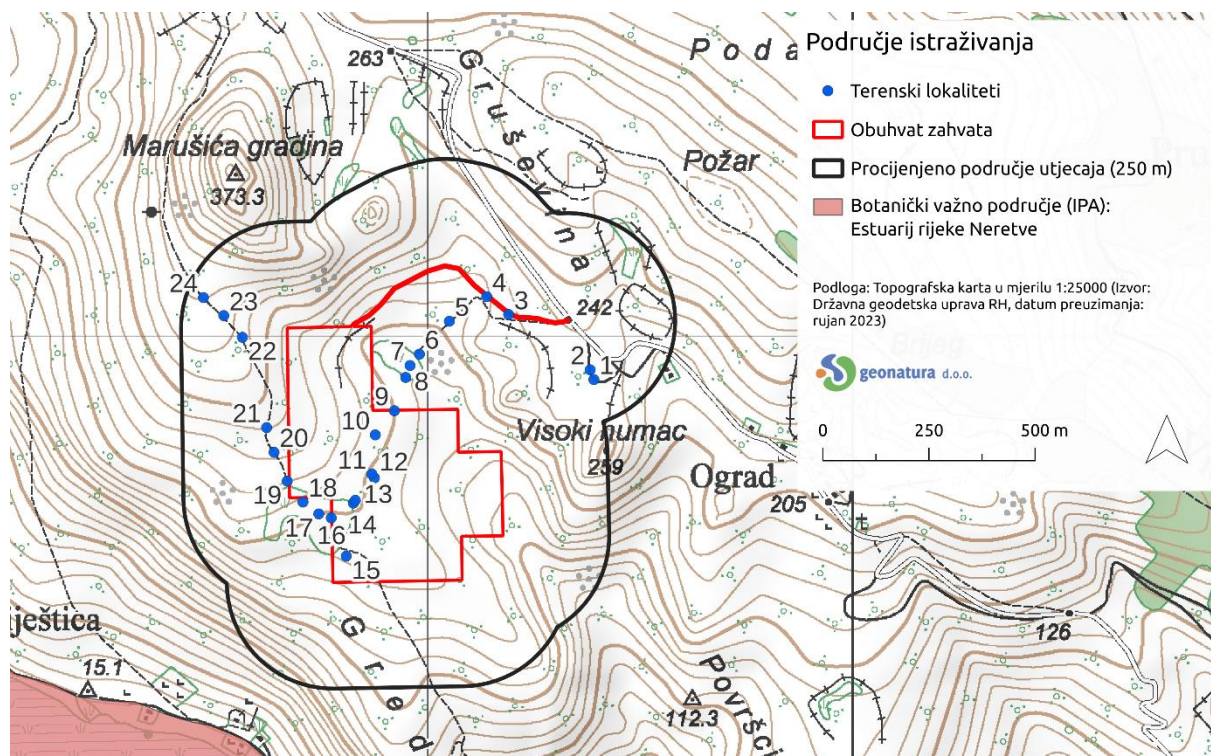 Područje istraživanja
Terenski lokaliteti
Obuhvat zahvata
Procijenjeno područje utjecaja (250 m)
Botanički važno područje (IPA):
Estuarij rijeke Neretve
Podloga: Topografska karta u mjerilu 1:25000 (Izvor:
Državna geodetska uprava RH, datum preuzimanja:
rujan 2023)
geonatura d.o.o.
0 250 500 m
263
Gruševina
Poda
Marušića gradina
373.3
Požar
24
23
22
4
3
5
242
6
7
8
2
1
9
10
21
20
Visoki humac
259
11
12
Ograd
205
19
18
13
17
16
14
15
Gred
126
ještica
15.1
Površci
112.3